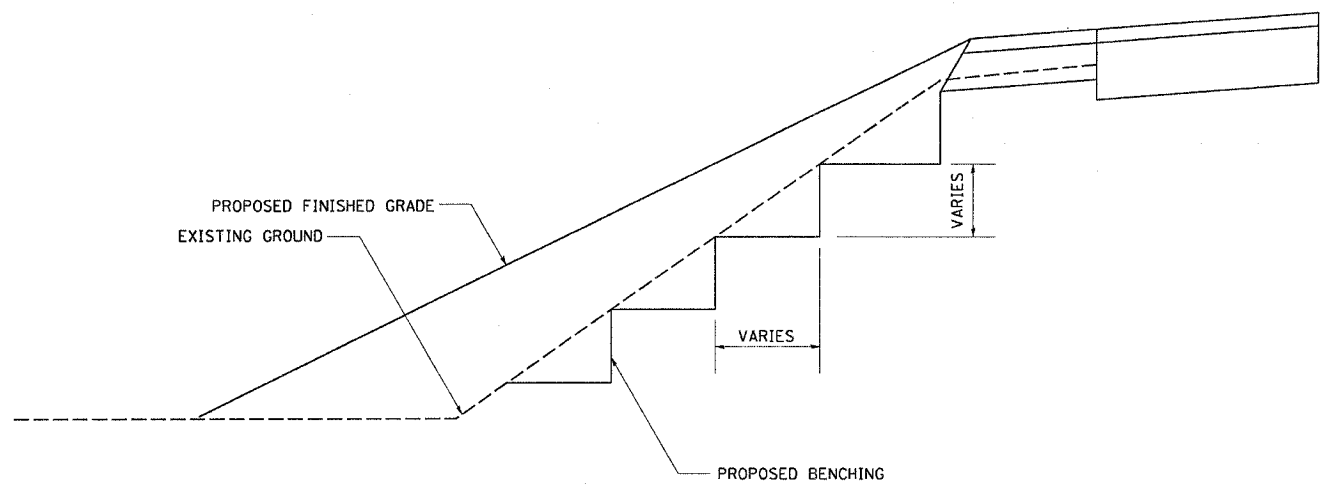 PROPOSED FINISHED GRADE
EXISTING GROUND
VARIES
VARIES
PROPOSED BENCHING